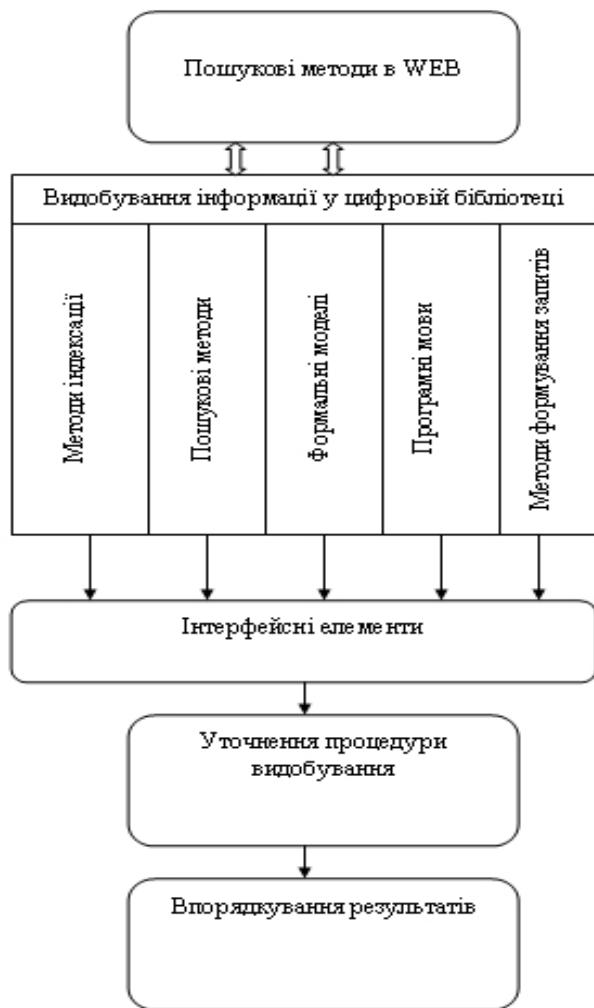 Пошукові методи в WEB
Видобування інформації у цифровій бібліотеці
Методи індексації
Пошукові методи
Формальні моделі
Програмні мови
Методи формування запитів
Інтерфейсні елементи
Уточнення процедури
видобування
Впорядкування результатів